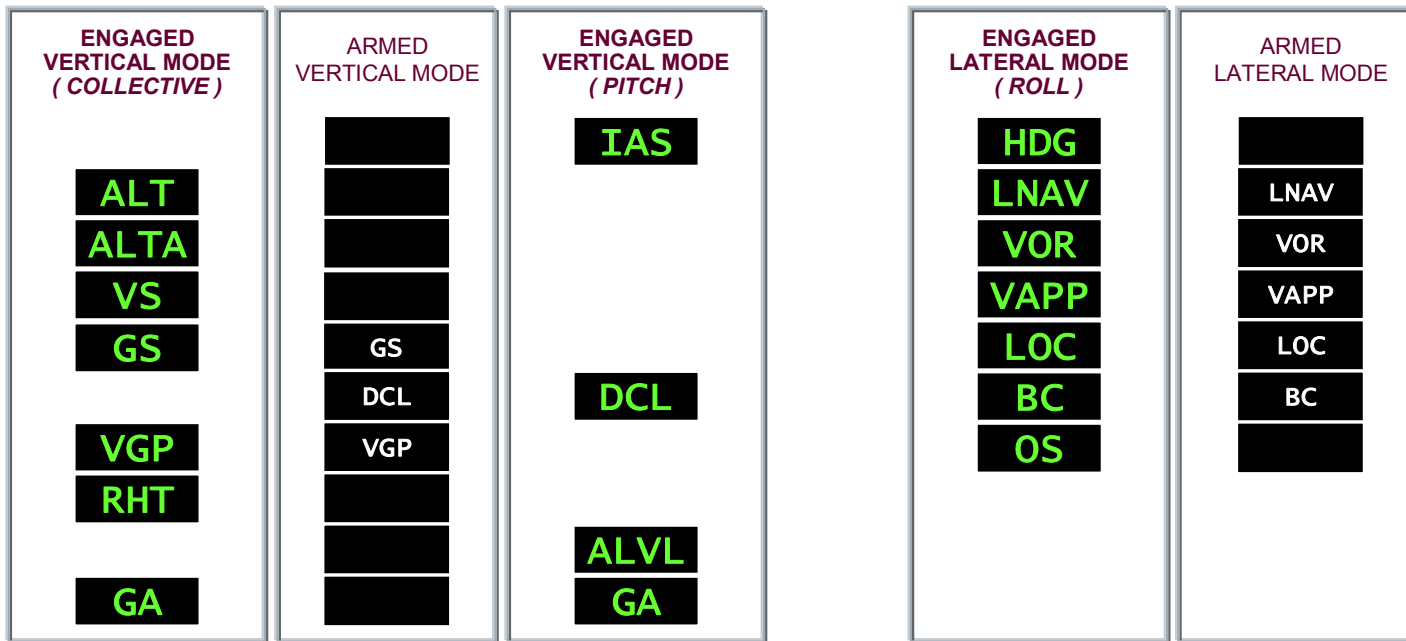 ENGAGED
VERTICAL MODE
( COLLECTIVE )
ALT
ALTA
VS
GS
VGP
RHT
GA
ARMED
VERTICAL MODE
GS
DCL
VGP
ENGAGED
VERTICAL MODE
( PITCH )
IAS
DCL
ALVL
GA
ENGAGED
LATERAL MODE
( ROLL )
HDG
LNAV
VOR
VAPP
LOC
BC
OS
ARMED
LATERAL MODE
LNAV
VOR
VAPP
LOC
BC